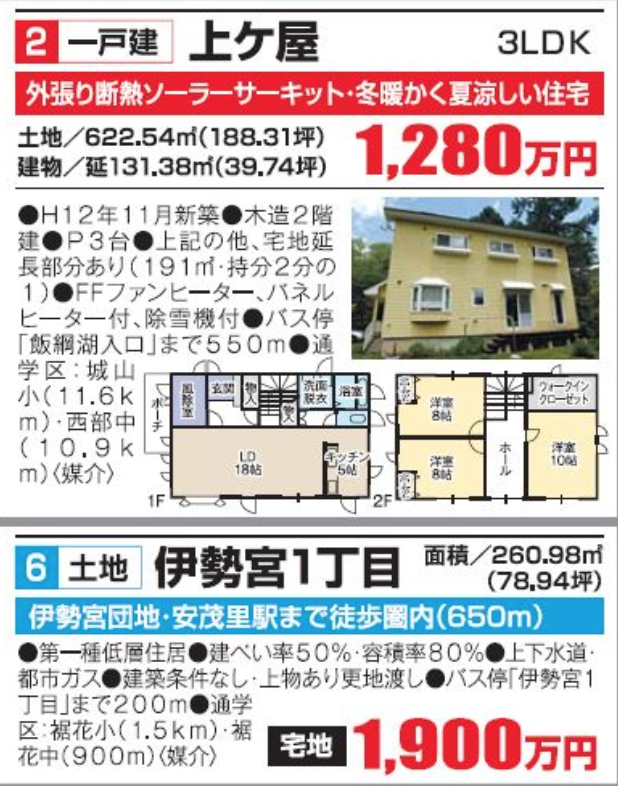 2 一戸建 上ケ屋 3LDK
外張り断熱ソーラーサーキット・冬暖かく夏涼しい住宅
土地／622.54㎡(188.31坪)
建物／延131.38㎡(39.74坪)
1,280万円
●H12年11月新築●木造2階
建●P3台●上記の他、宅地延
長部分あり(191㎡・持分2分の
1)●FFファンヒーター、パネル
ヒーター付、除雪機付●バス停
「飯綱湖入口」まで550m●通
学区:城山
小(11.6k
m)・西部中
(10.9k
m)〈媒介〉
ポーチ
風除室
玄関
物入
物入
洗面脱衣
浴室
LD
18帖
キッチン
5帖
1F
洋室
8帖
洋室
8帖
ホール
ウォークイン
クローゼット
洋室
10帖
2F
6 土地 伊勢宮1丁目 面積／260.98㎡
(78.94坪)
伊勢宮団地・安茂里駅まで徒歩圏内(650m)
●第一種低層住居●建ぺい率50%・容積率80%●上下水道・
都市ガス●建築条件なし・上物あり更地渡し●バス停「伊勢宮1
丁目」まで200m●通学
区:裾花小(1.5km)・裾
花中(900m)〈媒介〉
宅地 1,900万円